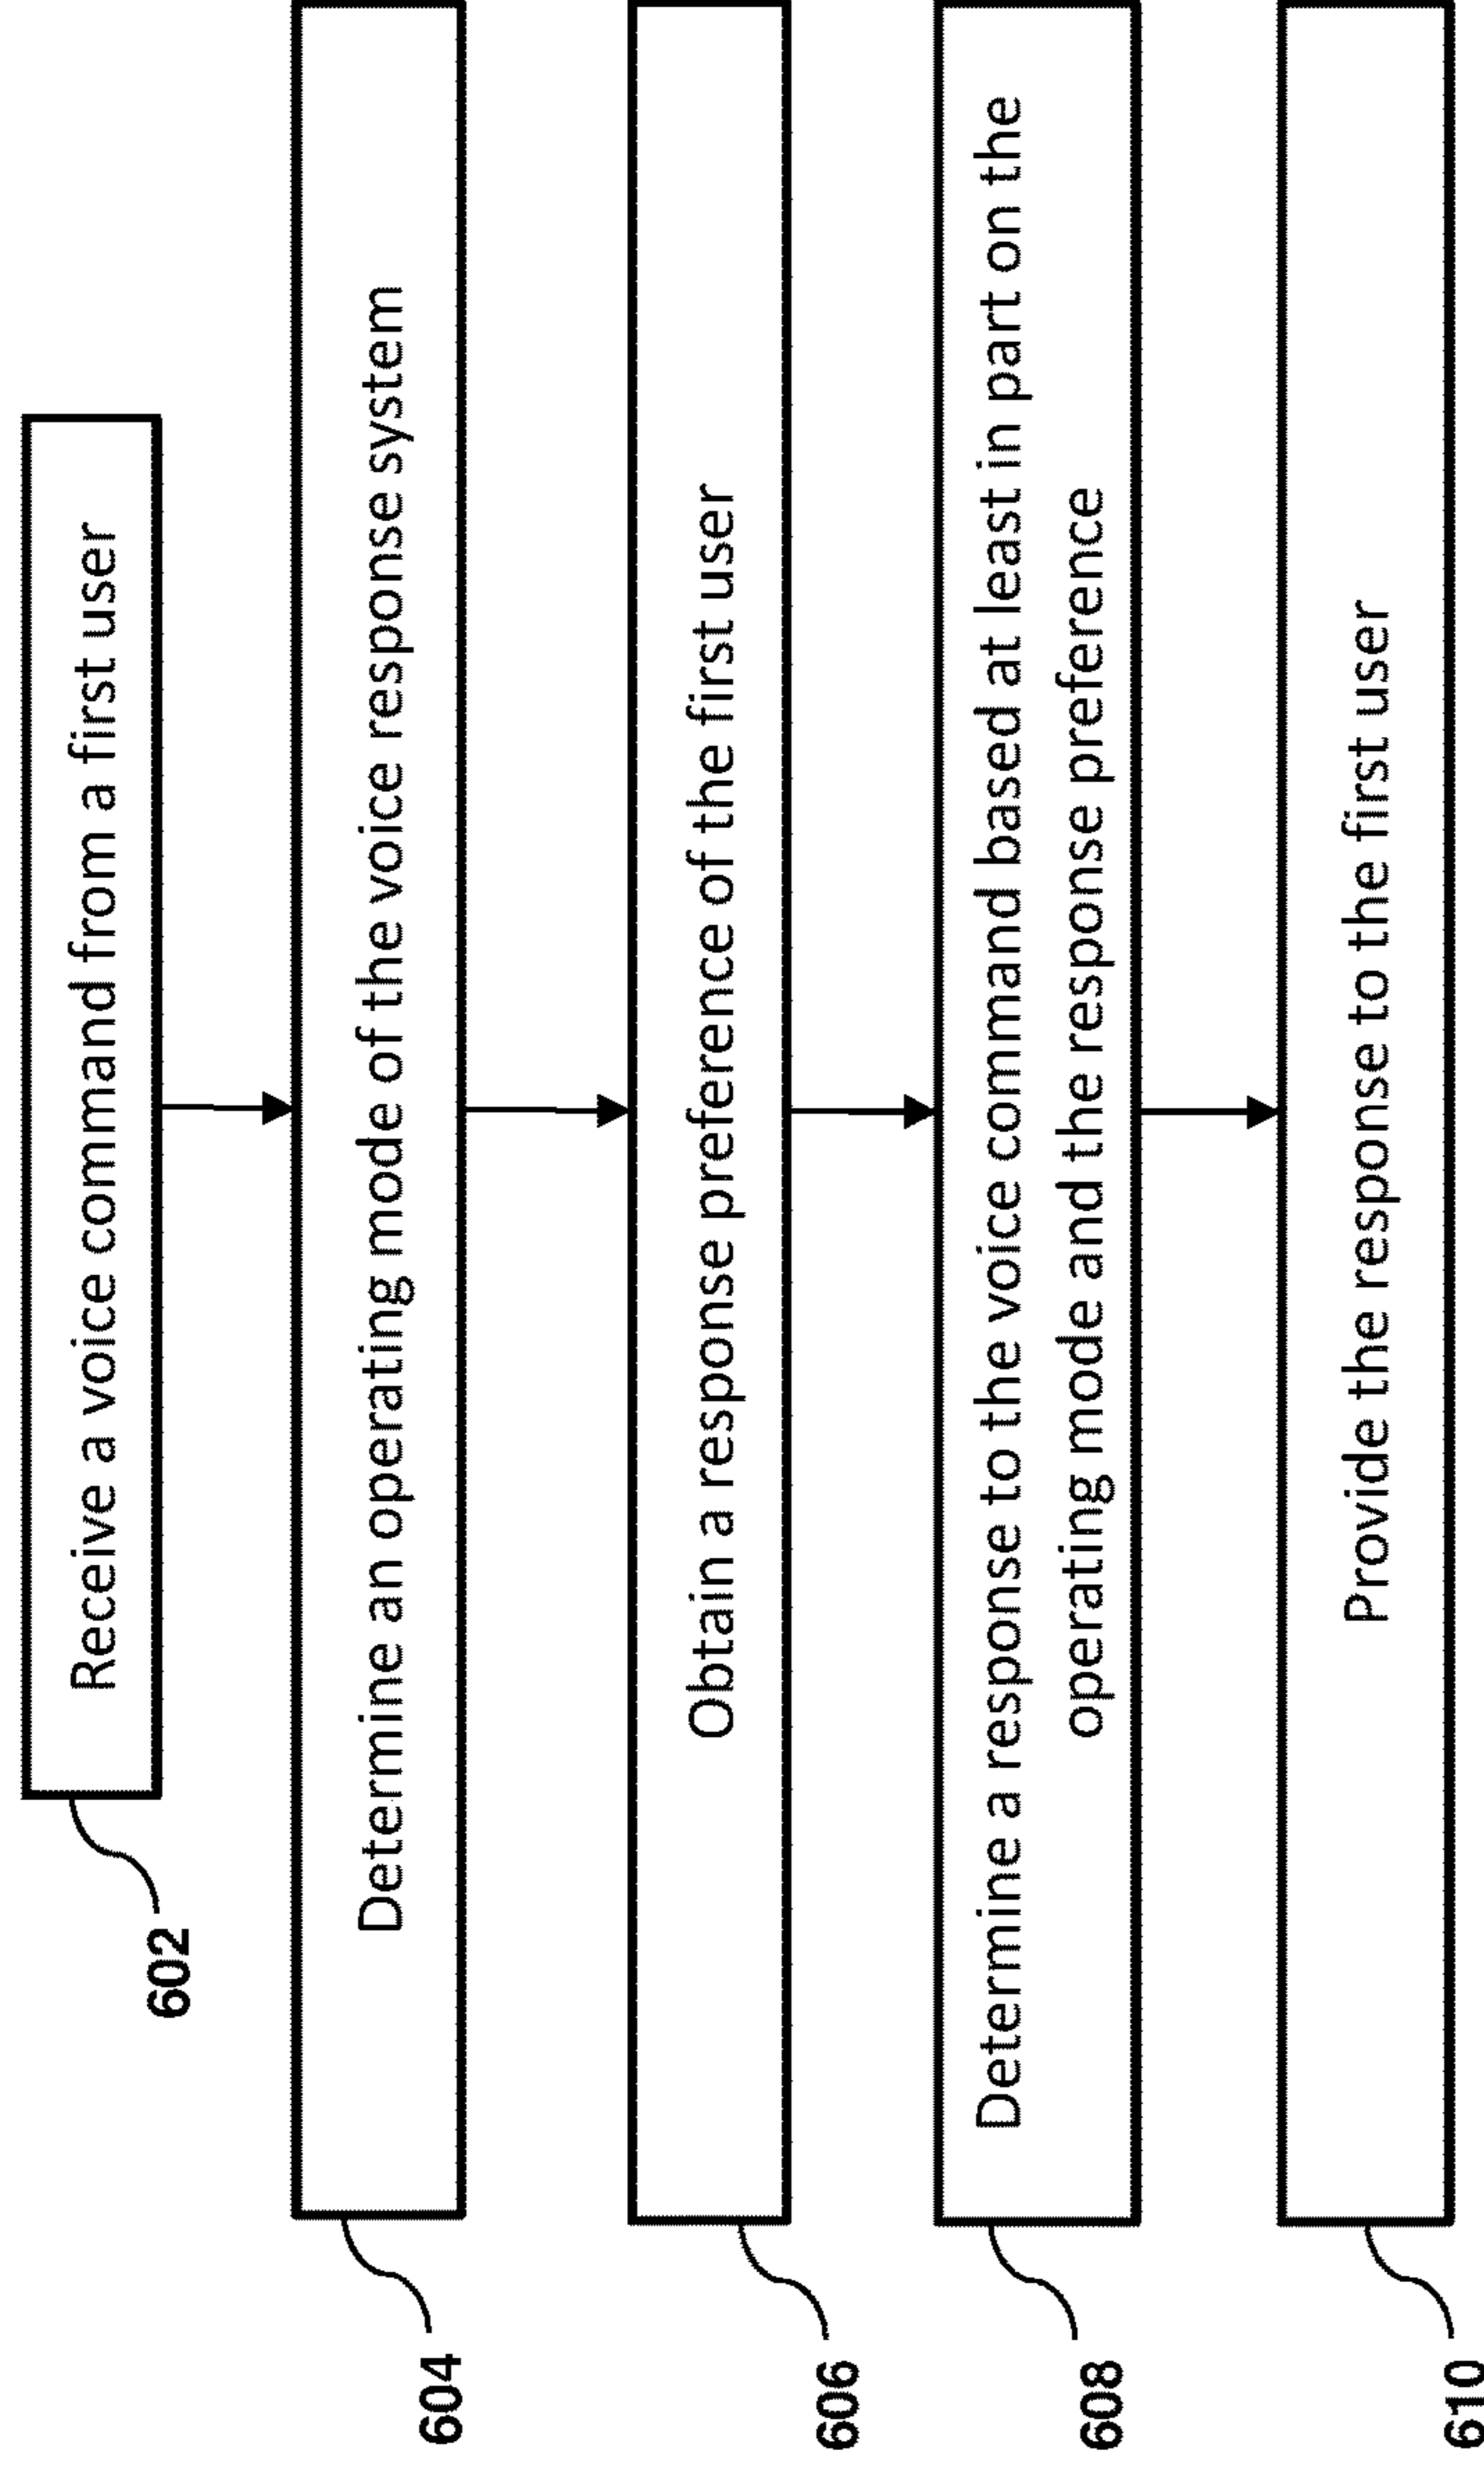 Receive a voice command from a first user
602
Determine an operating mode of the voice response system
604
Obtain a response preference of the first user
606
Determine a response to the voice command based at least in part on the
operating mode and the response preference
608
Provide the response to the first user
610